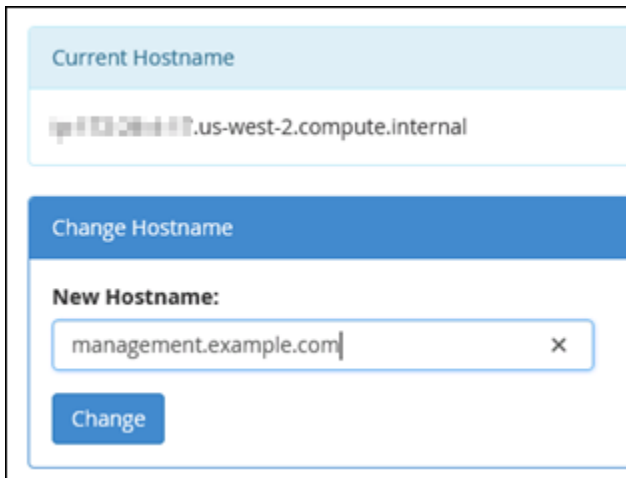 Current Hostname
.us-west-2.compute.internal
Change Hostname
New Hostname:
management.example.com
Change